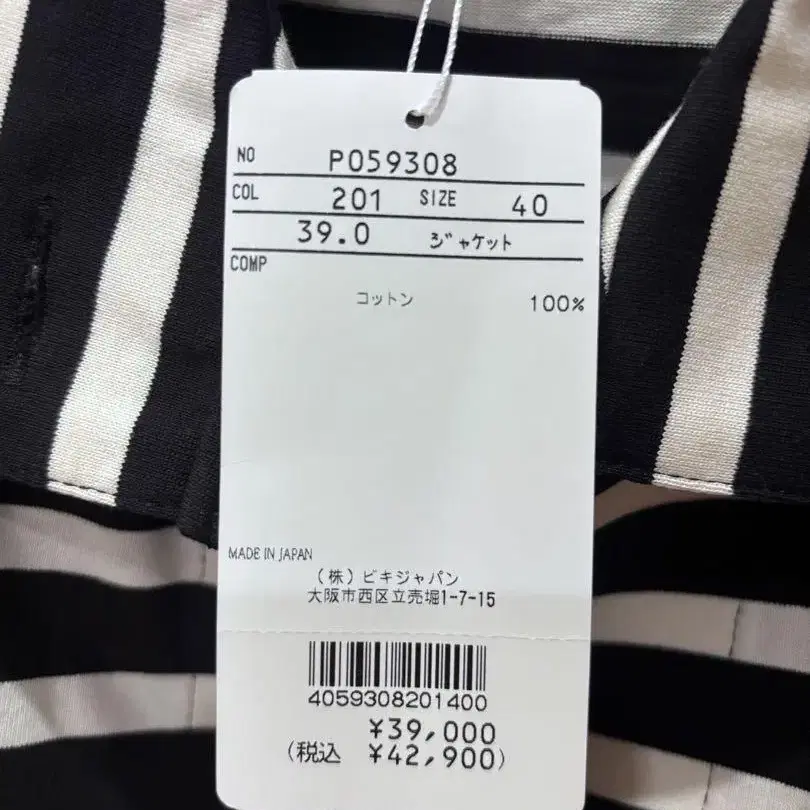 NO P059308
COL 201 SIZE 40
39.0 ジャケット
COMP
コットン 100%
MADE IN JAPAN
(株)ビキジャパン
大阪市西区立売堀1-7-15
4059308201400
¥39,000
(税込 ¥42,900)